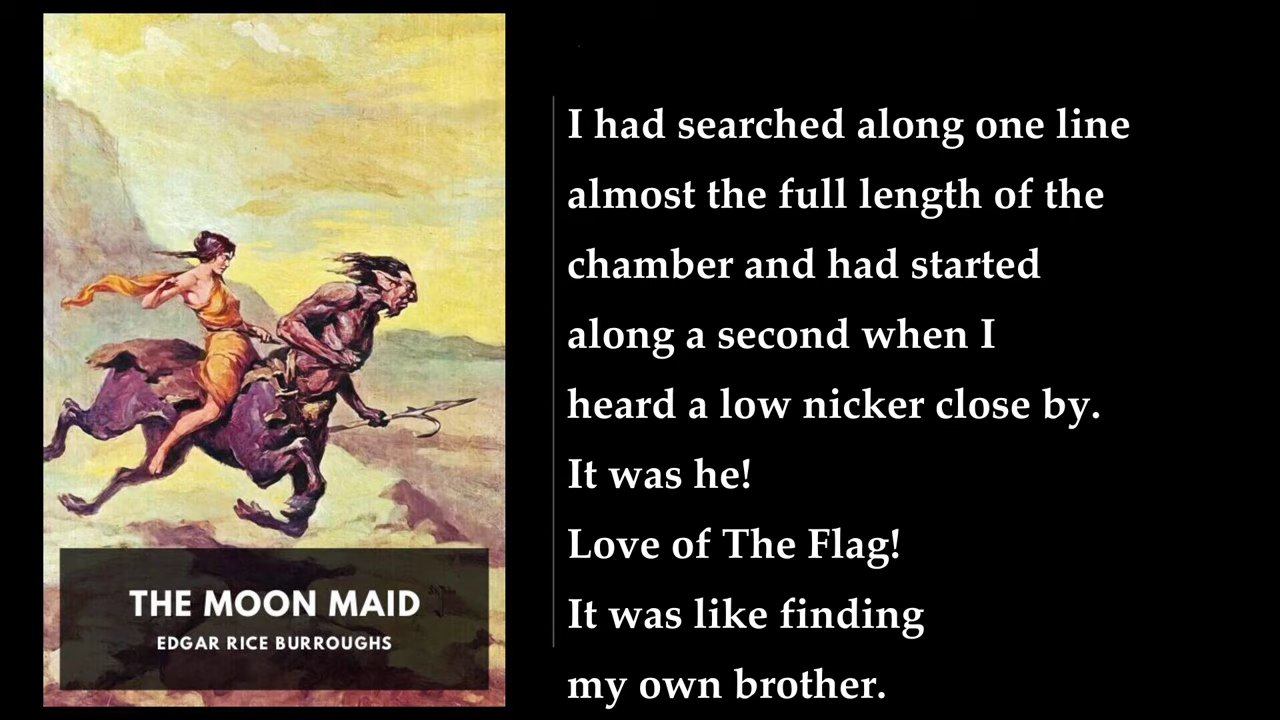 THE MOON MAID
EDGAR RICE BURROUGHS
I had searched along one line
almost the full length of the
chamber and had started
along a second when I
heard a low nicker close by.
It was he!
Love of The Flag!
It was like finding
my own brother.